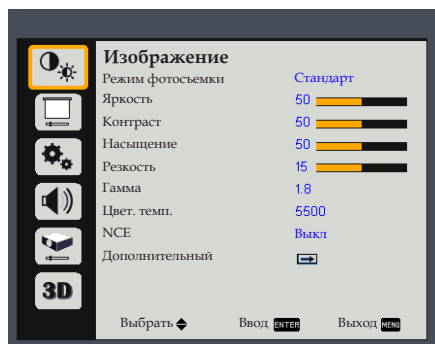 Изображение
Режим фотосъемки Стандарт
Яркость 50
Контраст 50
Насыщение 50
Резкость 15
Гамма 1.8
Цвет. темп. 5500
NCE Выкл
Дополнительный
3D
Выбрать Ввод ENTER Выход MENU